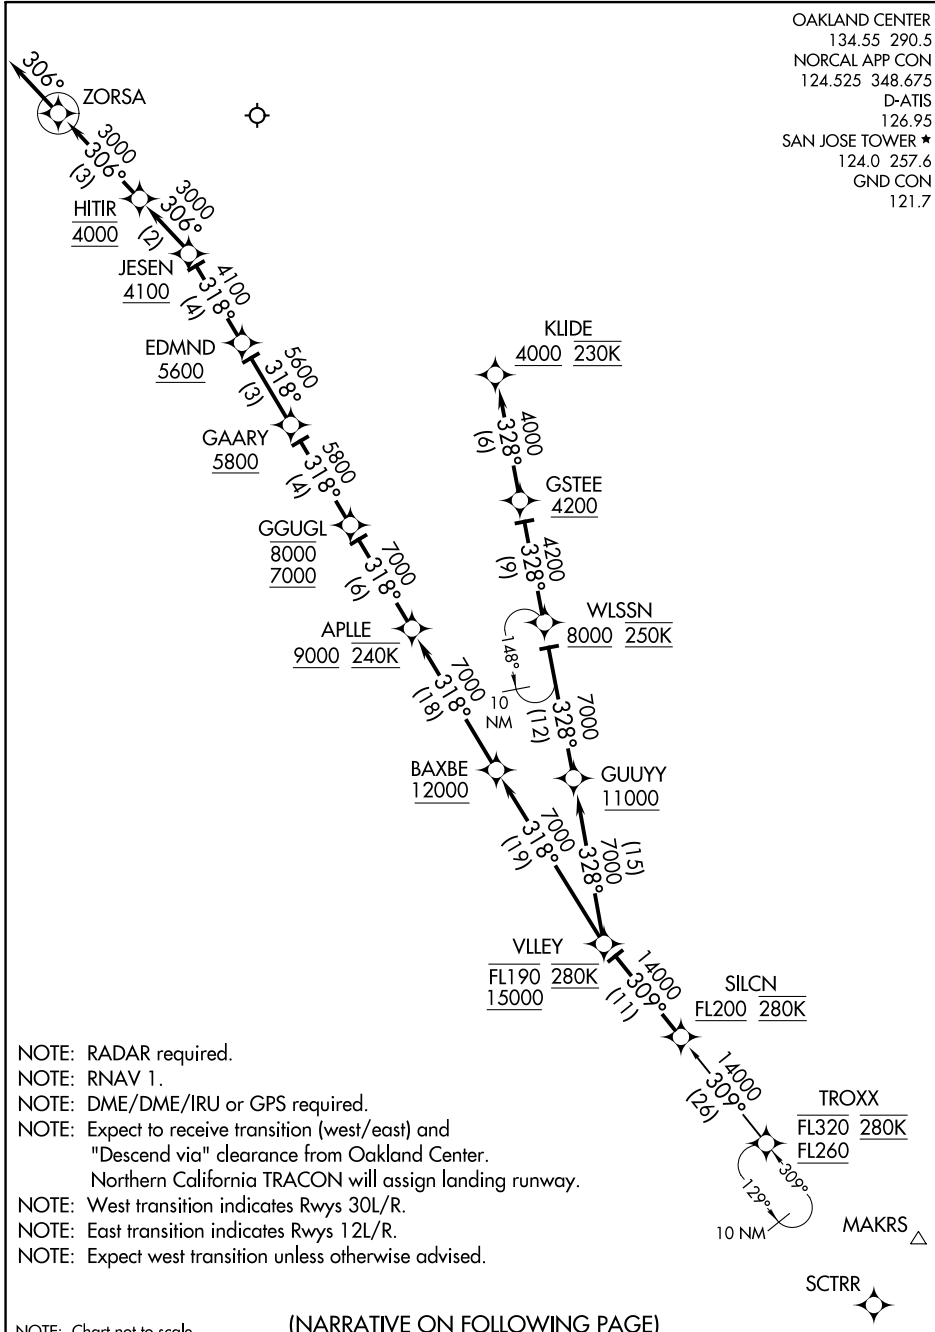 OAKLAND CENTER
134.55 290.5
NORCAL APP CON
124.525 348.675
D-ATIS
126.95
SAN JOSE TOWER ★
124.0 257.6
GND CON
121.7
306°
ZORSA
3000
306°
(3)
HITIR
4000
3000
306°
(2)
JESEN
4100
4100
318°
(4)
EDMND
5600
5600
318°
(3)
GAARY
5800
5800
318°
(4)
GGUGL
8000
7000
7000
318°
(6)
APLLE
9000 240K
7000
318°
(18)
BAXBE
12000
7000
318°
(19)
KLIDE
4000 230K
4000
328°
(6)
GSTEE
4200
4200
328°
(9)
WLSSN
8000 250K
148°
10
NM
7000
328°
(12)
GUUYY
11000
(15)
7000
328°
VLLEY
FL190 280K
15000
14000
309°
(11)
SILCN
FL200 280K
14000
309°
(26)
TROXX
FL320 280K
FL260
309°
129°
10 NM
MAKRS
SCTRR
NOTE: RADAR required.
NOTE: RNAV 1.
NOTE: DME/DME/IRU or GPS required.
NOTE: Expect to receive transition (west/east) and
"Descend via" clearance from Oakland Center.
Northern California TRACON will assign landing runway.
NOTE: West transition indicates Rwys 30L/R.
NOTE: East transition indicates Rwys 12L/R.
NOTE: Expect west transition unless otherwise advised.
(NARRATIVE ON FOLLOWING PAGE)
NOTE: Chart not to scale